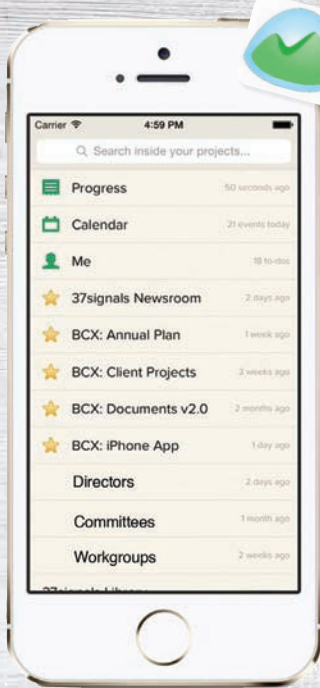 Carrier 4:59 PM
Search inside your projects...
Progress 50 seconds ago
Calendar 21 events today
Me 18 to-dos
37signals Newsroom 2 days ago
BCX: Annual Plan 1 week ago
BCX: Client Projects 3 weeks ago
BCX: Documents v2.0 2 months ago
BCX: iPhone App 1 day ago
Directors 2 days ago
Committees 1 month ago
Workgroups 2 weeks ago